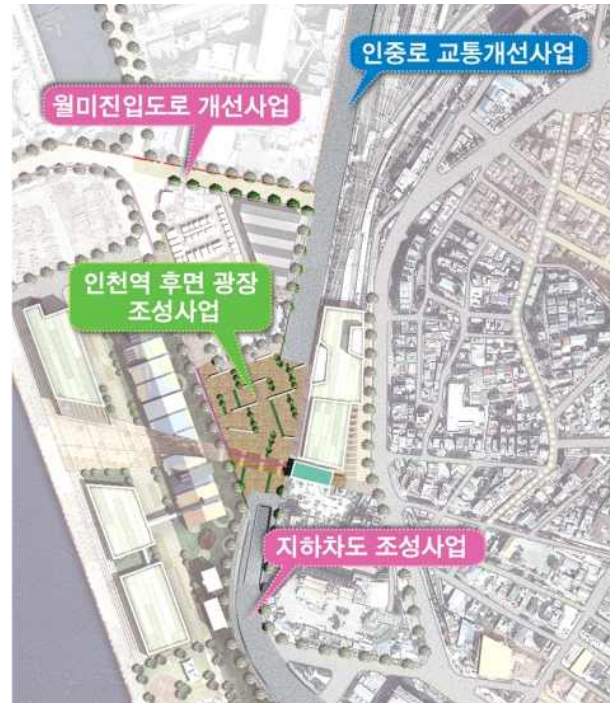 인중로 교통개선사업
월미진입도로 개선사업
인천역 후면 광장
조성사업
지하차도 조성사업